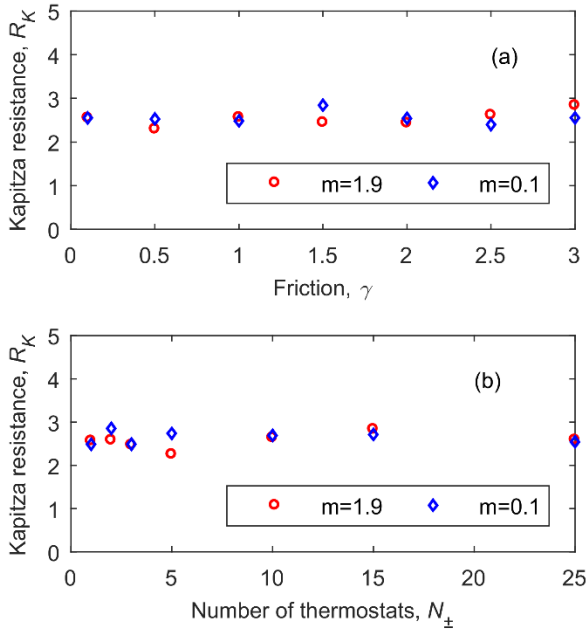 5
4
3
2
1
0
Kapitza resistance, R_K
(a)
m=1.9 m=0.1
0 0.5 1 1.5 2 2.5 3
Friction, γ
5
4
3
2
1
0
Kapitza resistance, R_K
(b)
m=1.9 m=0.1
0 5 10 15 20 25
Number of thermostats, N_±